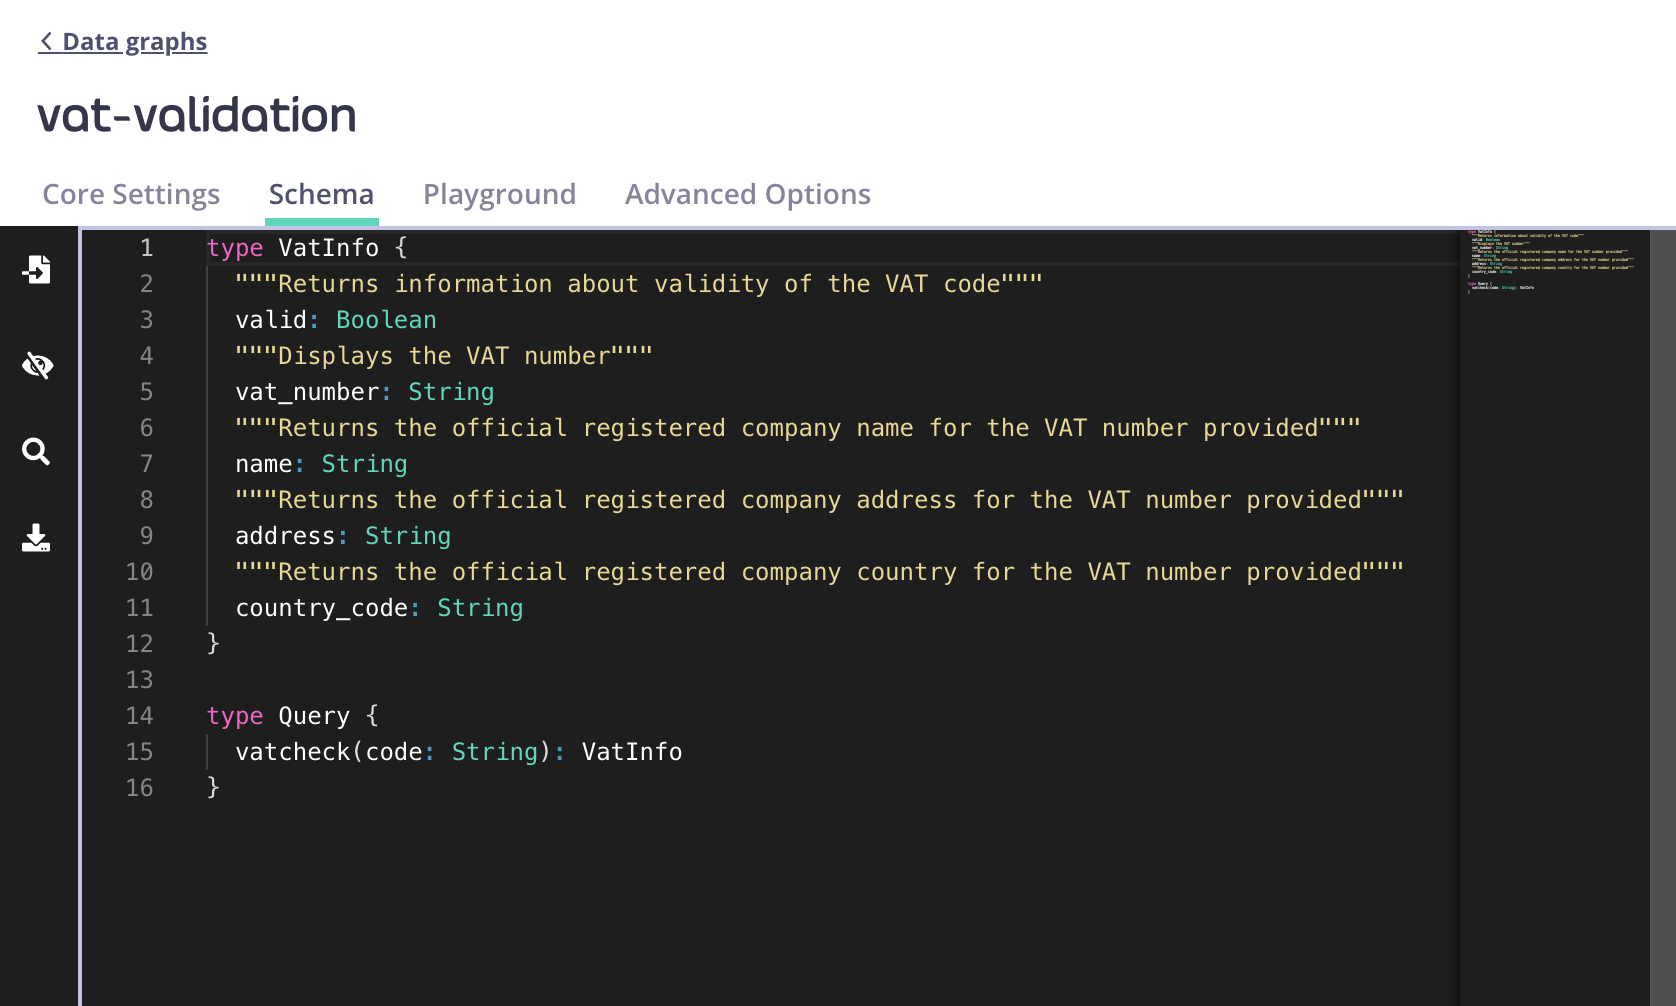 Data graphs
vat-validation
Core Settings Schema Playground Advanced Options
1 type VatInfo {
2 """Returns information about validity of the VAT code"""
3 valid: Boolean
4 """Displays the VAT number"""
5 vat_number: String
6 """Returns the official registered company name for the VAT number provided"""
7 name: String
8 """Returns the official registered company address for the VAT number provided"""
9 address: String
10 """Returns the official registered company country for the VAT number provided"""
11 country_code: String
12 }
13
14 type Query {
15 vatcheck(code: String): VatInfo
16 }